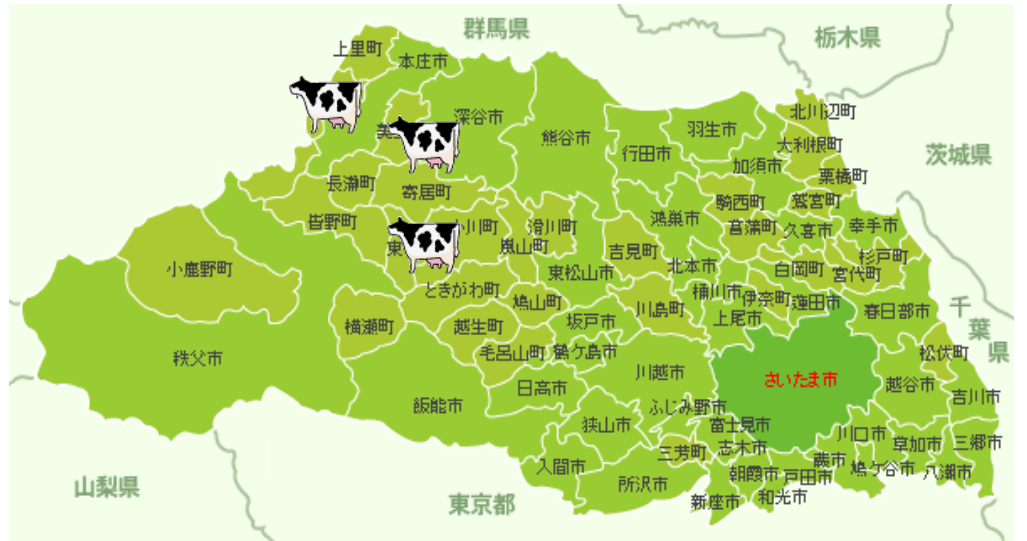 群馬県
栃木県
上里町
本庄市
北川辺町
深谷市
羽生市
熊谷市
大利根町
行田市
茨城県
加須市
栗橋町
長瀞町
寄居町
騎西町
鷲宮町
皆野町
鴻巣市
小川町
滑川町
菖蒲町
久喜市
幸手市
嵐山町
吉見町
杉戸町
小鹿野町
東松山市
北本市
白岡町
宮代町
ときがわ町
桶川市
伊奈町
蓮田市
鳩山町
川島町
春日部市
千葉県
横瀬町
越生町
坂戸市
上尾市
毛呂山町
鶴ケ島市
松伏町
秩父市
川越市
さいたま市
越谷市
日高市
吉川市
飯能市
ふじみ野市
狭山市
富士見市
川口市
草加市
三郷市
三芳町
志木市
入間市
蕨市
鳩ケ谷市
八潮市
朝霞市
戸田市
所沢市
山梨県
和光市
東京都
新座市